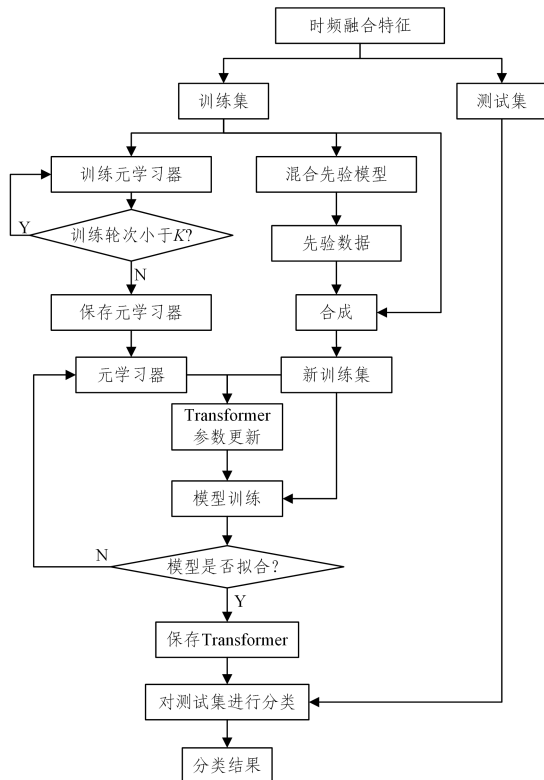 时频融合特征
训练集
测试集
训练元学习器
混合先验模型
Y
训练轮次小于K?
先验数据
N
保存元学习器
合成
元学习器
新训练集
Transformer
参数更新
模型训练
N
模型是否拟合?
Y
保存Transformer
对测试集进行分类
分类结果